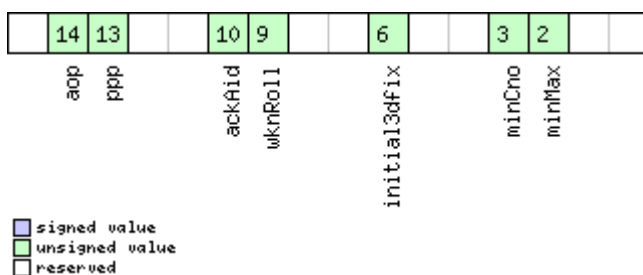 14 13 10 9 6 3 2
aop ppp ackAid wknRoll initial3dfix minCno minMax
signed value
unsigned value
reserved